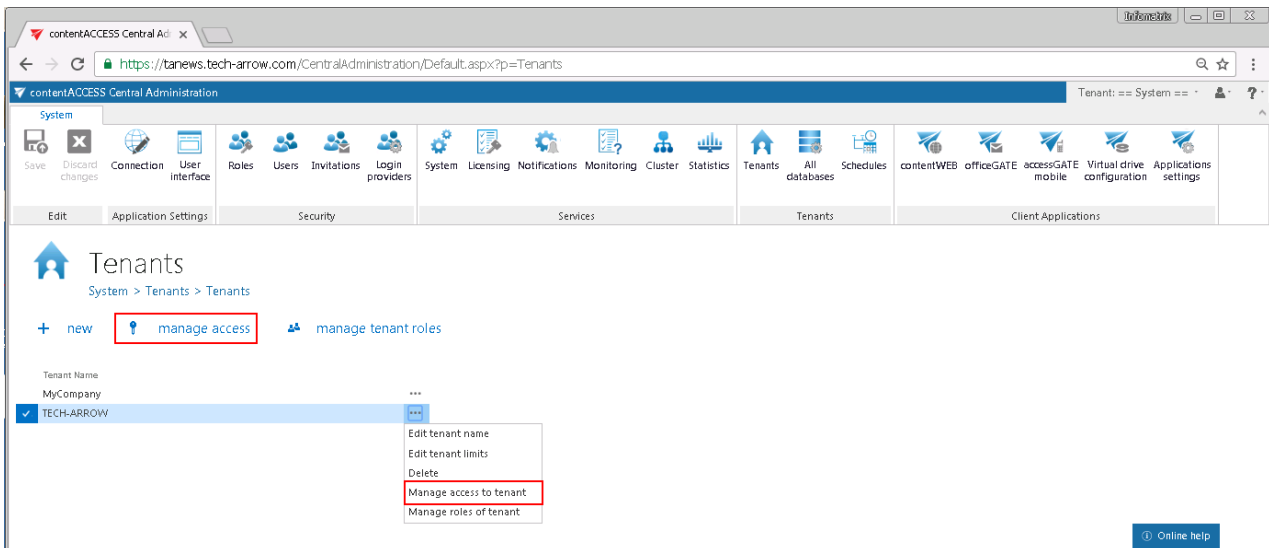 Infometrix
contentACCESS Central Ad
https://tanews.tech-arrow.com/CentralAdministration/Default.aspx?p=Tenants
contentACCESS Central Administration
Tenant: == System ==
?
System
Save
Discard changes
Connection
User interface
Roles
Users
Invitations
Login providers
System
Licensing
Notifications
Monitoring
Cluster
Statistics
Tenants
All databases
Schedules
contentWEB
officeGATE
accessGATE mobile
Virtual drive configuration
Applications settings
Edit
Application Settings
Security
Services
Tenants
Client Applications
Tenants
System > Tenants > Tenants
+ new
manage access
manage tenant roles
Tenant Name
MyCompany
...
TECH-ARROW
...
Edit tenant name
Edit tenant limits
Delete
Manage access to tenant
Manage roles of tenant
Online help